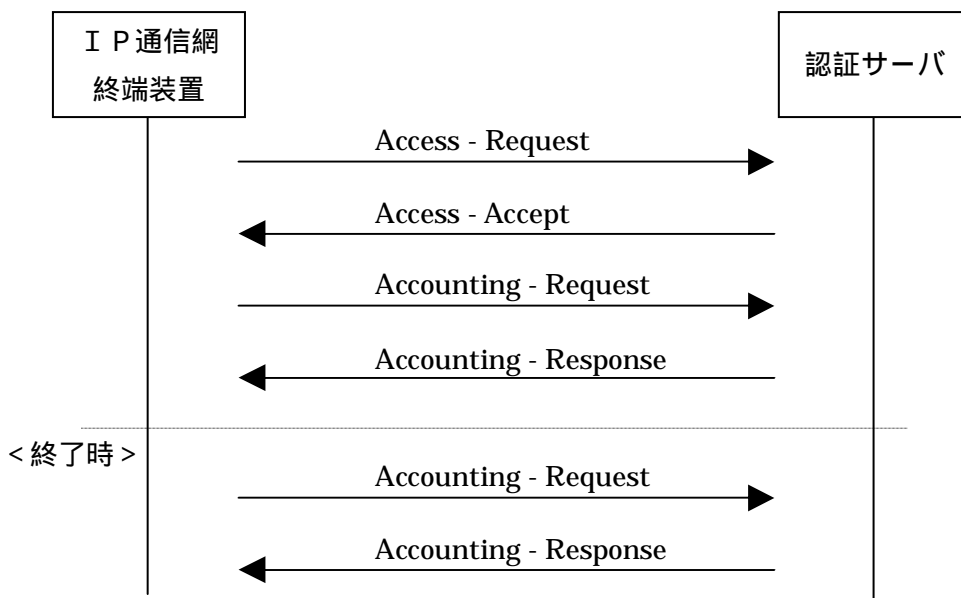 ＩＰ通信網
終端装置
認証サーバ
Access - Request
Access - Accept
Accounting - Request
Accounting - Response
<終了時>
Accounting - Request
Accounting - Response